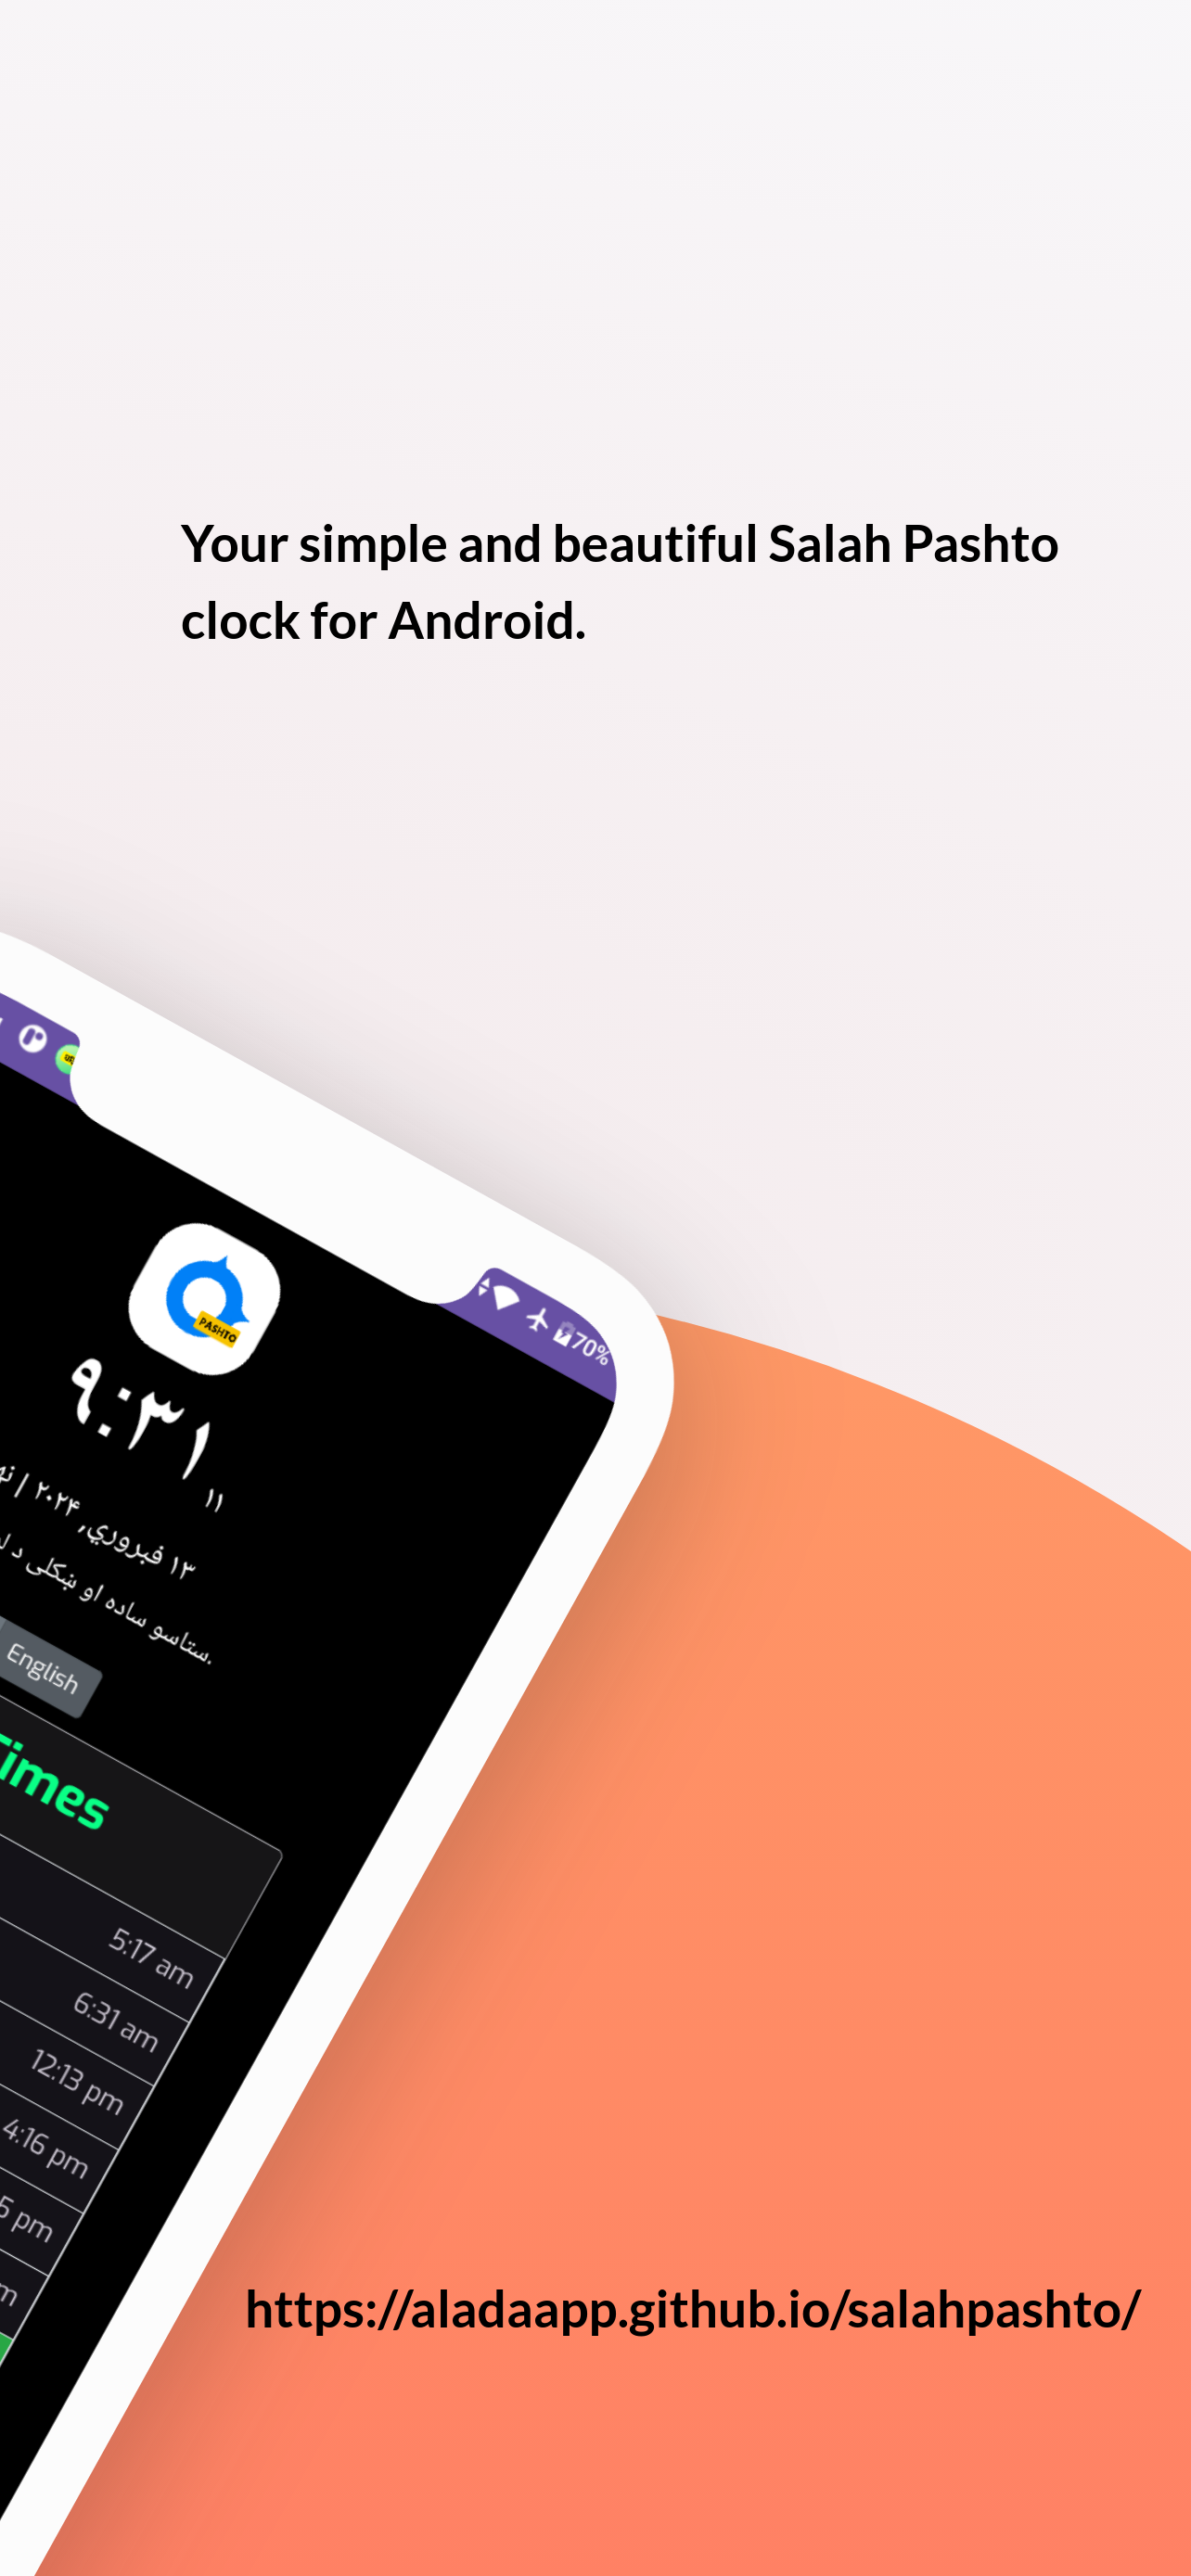 Your simple and beautiful Salah Pashto
clock for Android.
70%
PASHTO
۹:۳۱
۱۱
۱۳ فبروري, ۲۰۲۴ |
.ستاسو ساده او ښکلی د
English
Times
5:17 am
6:31 am
12:13 pm
4:16 pm
5 pm
https://aladaapp.github.io/salahpashto/